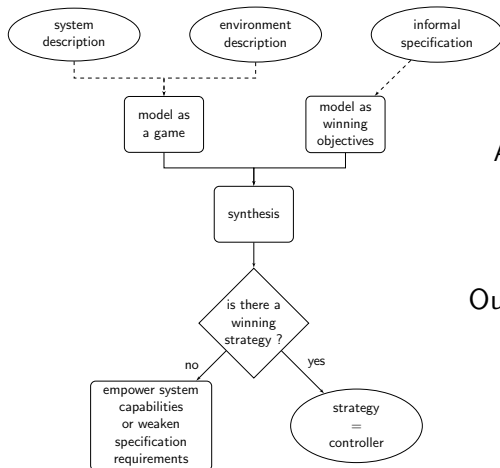 system
description
environment
description
informal
specification
model as
a game
model as
winning
objectives
synthesis
is there a
winning
strategy ?
no
yes
empower system
capabilities
or weaken
specification
requirements
strategy
=
controller